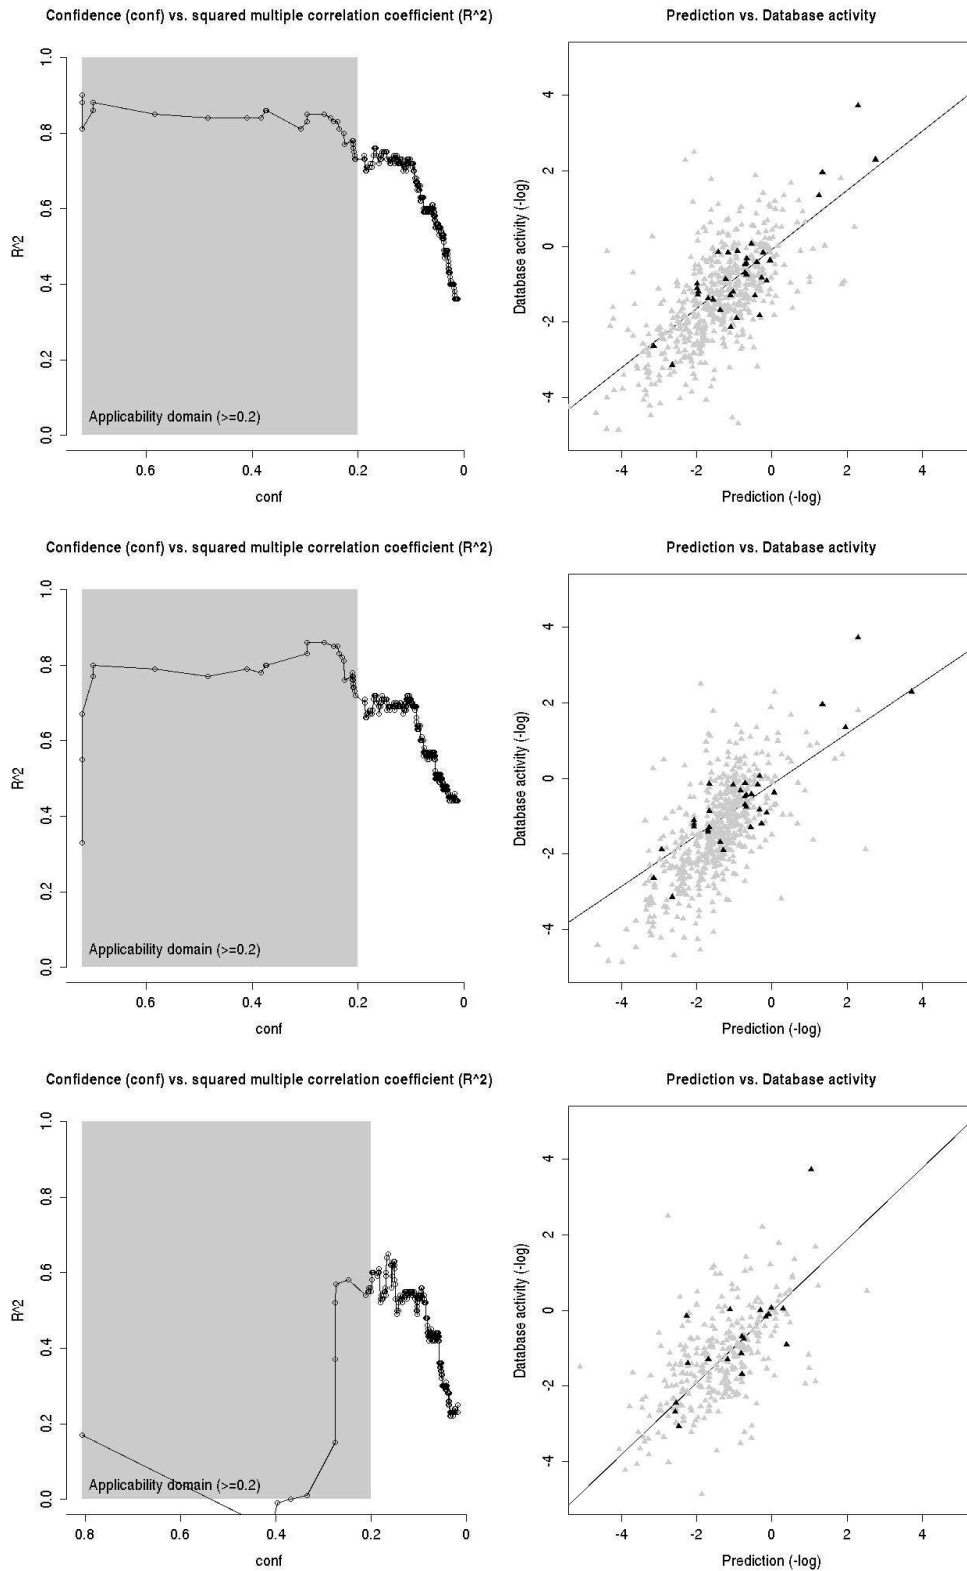 Confidence (conf) vs. squared multiple correlation coefficient (R^2)
R^2
0.0 0.2 0.4 0.6 0.8 1.0
Applicability domain (>=0.2)
0.6 0.4 0.2 0
conf
Prediction vs. Database activity
Database activity (-log)
-4 -2 0 2 4
-4 -2 0 2 4
Prediction (-log)
Confidence (conf) vs. squared multiple correlation coefficient (R^2)
R^2
0.0 0.2 0.4 0.6 0.8 1.0
Applicability domain (>=0.2)
0.6 0.4 0.2 0
conf
Prediction vs. Database activity
Database activity (-log)
-4 -2 0 2 4
-4 -2 0 2 4
Prediction (-log)
Confidence (conf) vs. squared multiple correlation coefficient (R^2)
R^2
0.0 0.2 0.4 0.6 0.8 1.0
Applicability domain (>=0.2)
0.8 0.6 0.4 0.2 0
conf
Prediction vs. Database activity
Database activity (-log)
-4 -2 0 2 4
-4 -2 0 2 4
Prediction (-log)